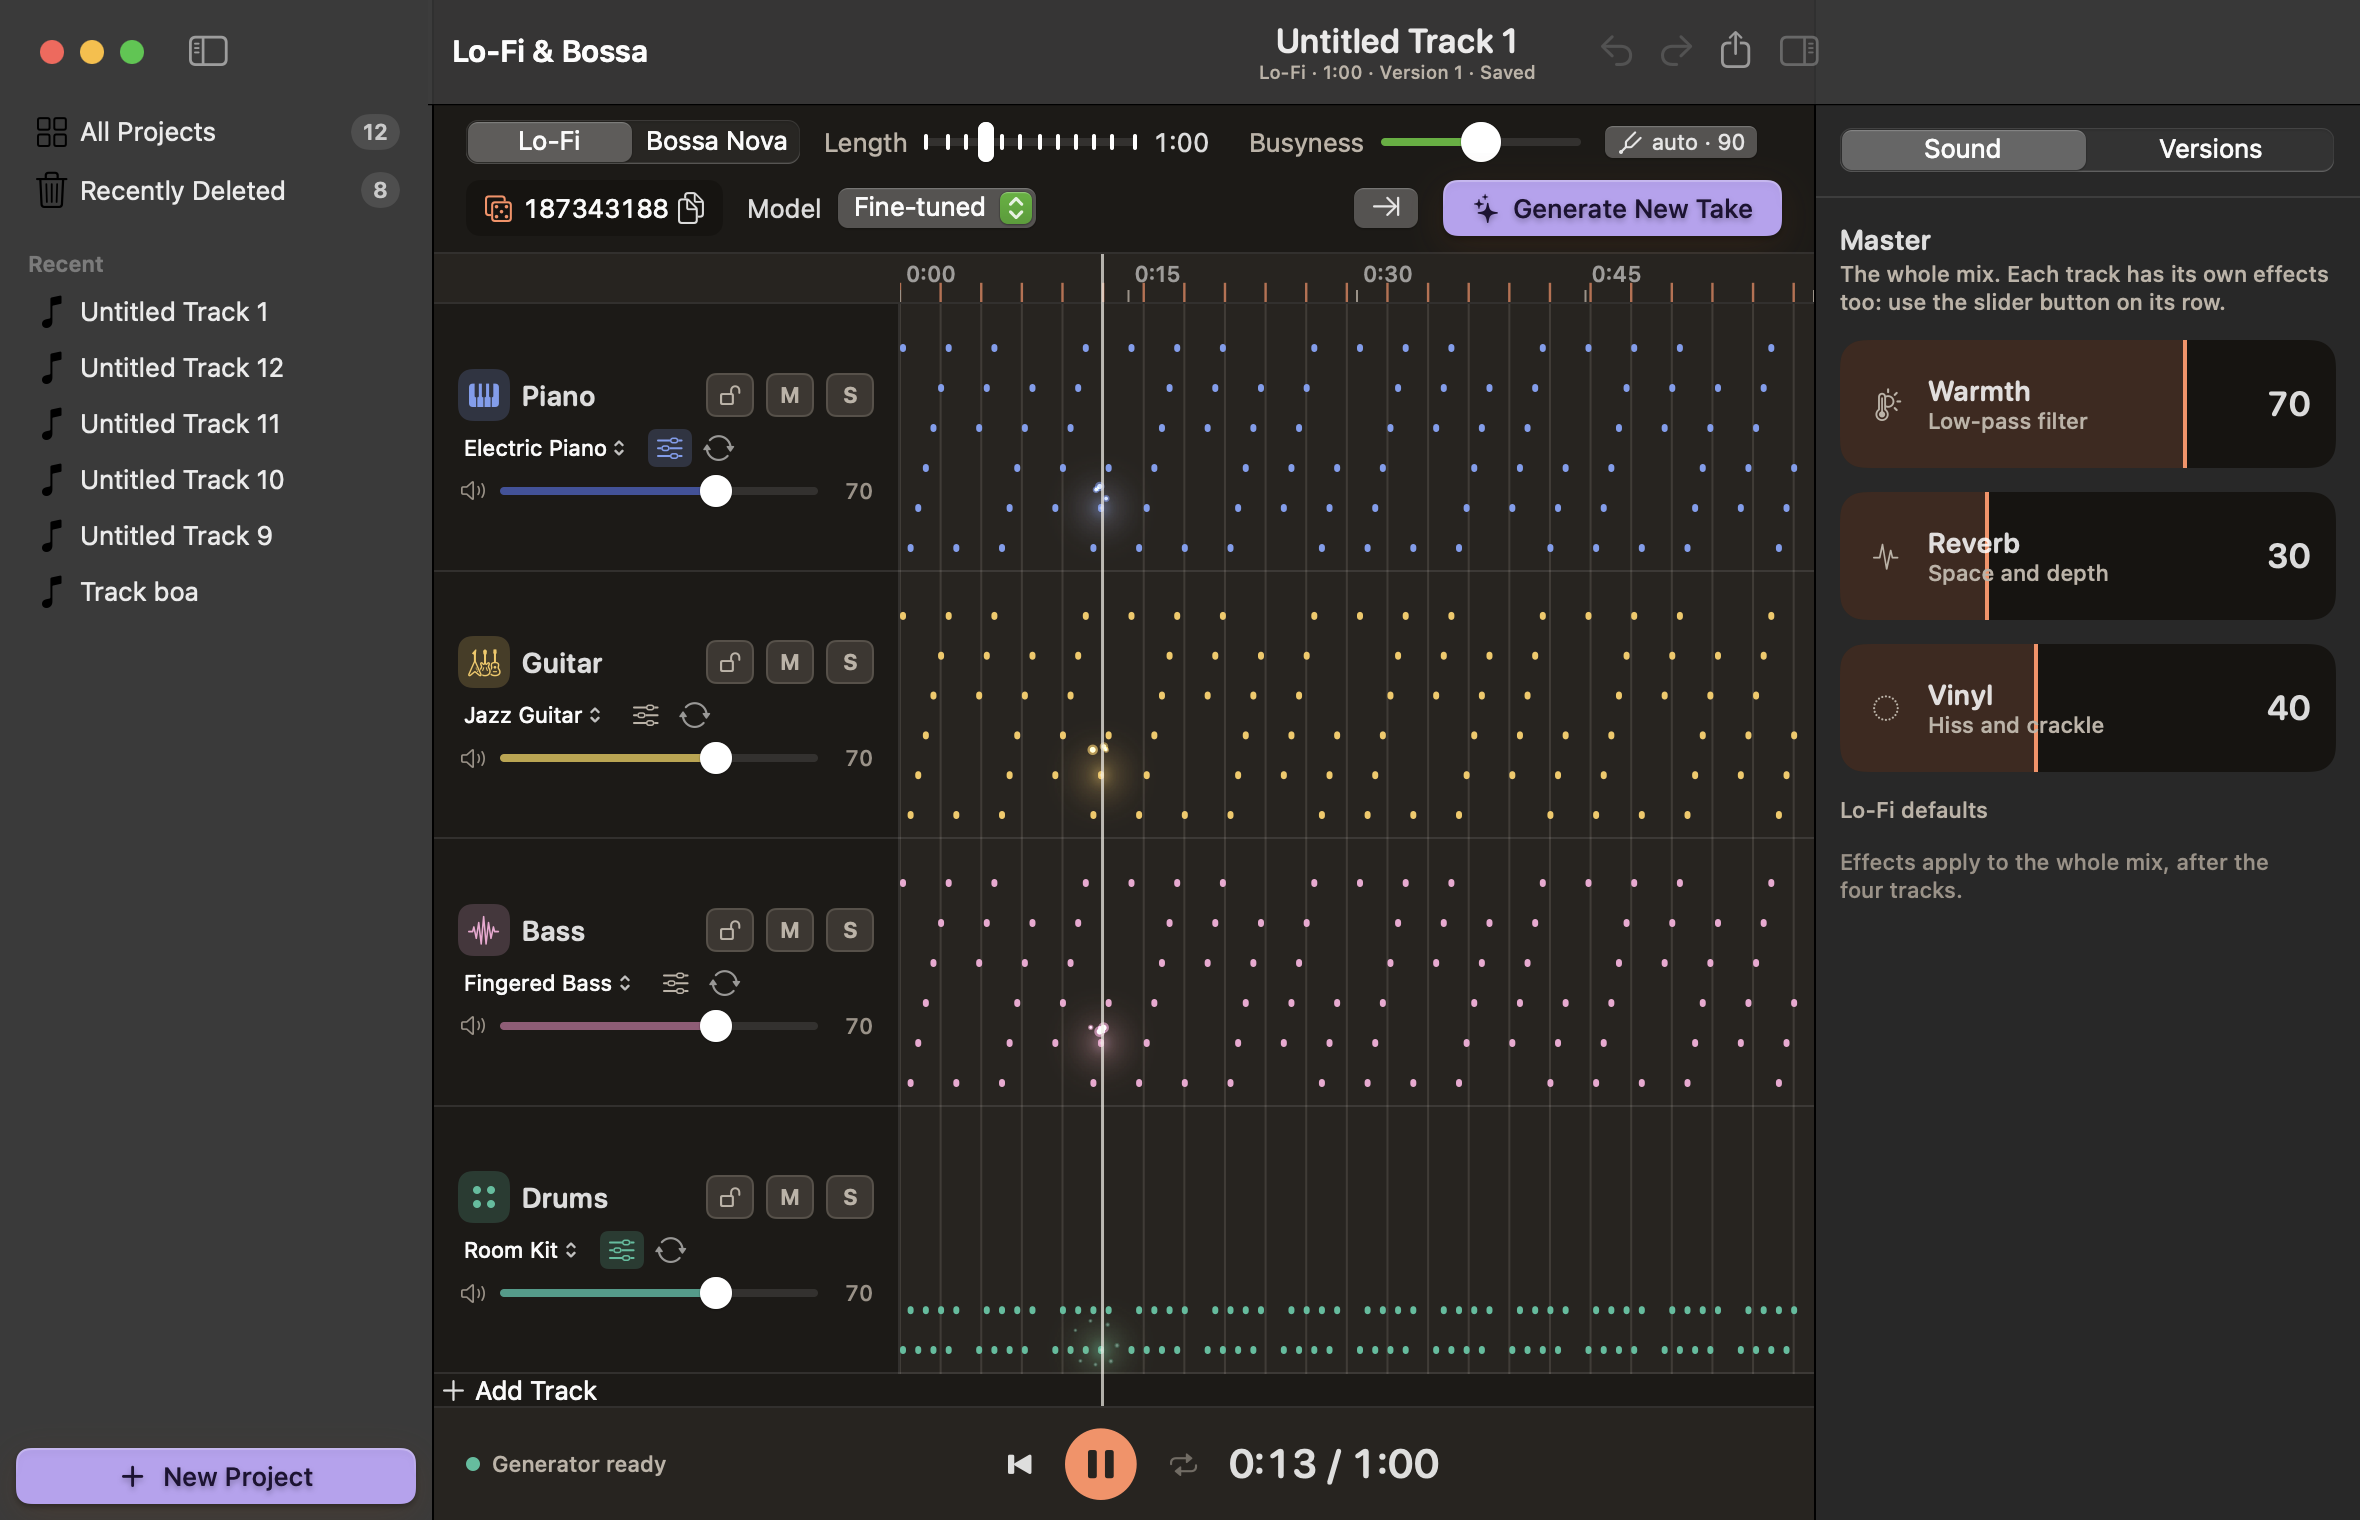 Lo-Fi & Bossa
Untitled Track 1
Lo-Fi · 1:00 · Version 1 · Saved
All Projects 12
Recently Deleted 8
Recent
Untitled Track 1
Untitled Track 12
Untitled Track 11
Untitled Track 10
Untitled Track 9
Track boa
New Project
Lo-Fi Bossa Nova Length 1:00 Busyness auto · 90
187343188 Model Fine-tuned Generate New Take
0:00 0:15 0:30 0:45
Piano M S
Electric Piano
70
Guitar M S
Jazz Guitar
70
Bass M S
Fingered Bass
70
Drums M S
Room Kit
70
Add Track
Generator ready 0:13 / 1:00
Sound Versions
Master
The whole mix. Each track has its own effects
too: use the slider button on its row.
Warmth
Low-pass filter
70
Reverb
Space and depth
30
Vinyl
Hiss and crackle
40
Lo-Fi defaults
Effects apply to the whole mix, after the
four tracks.